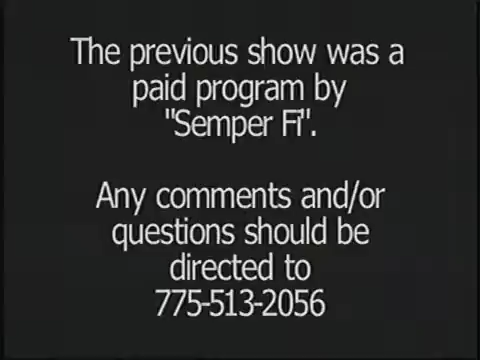 The previous show was a
paid program by
"Semper Fi".
Any comments and/or
questions should be
directed to
775-513-2056